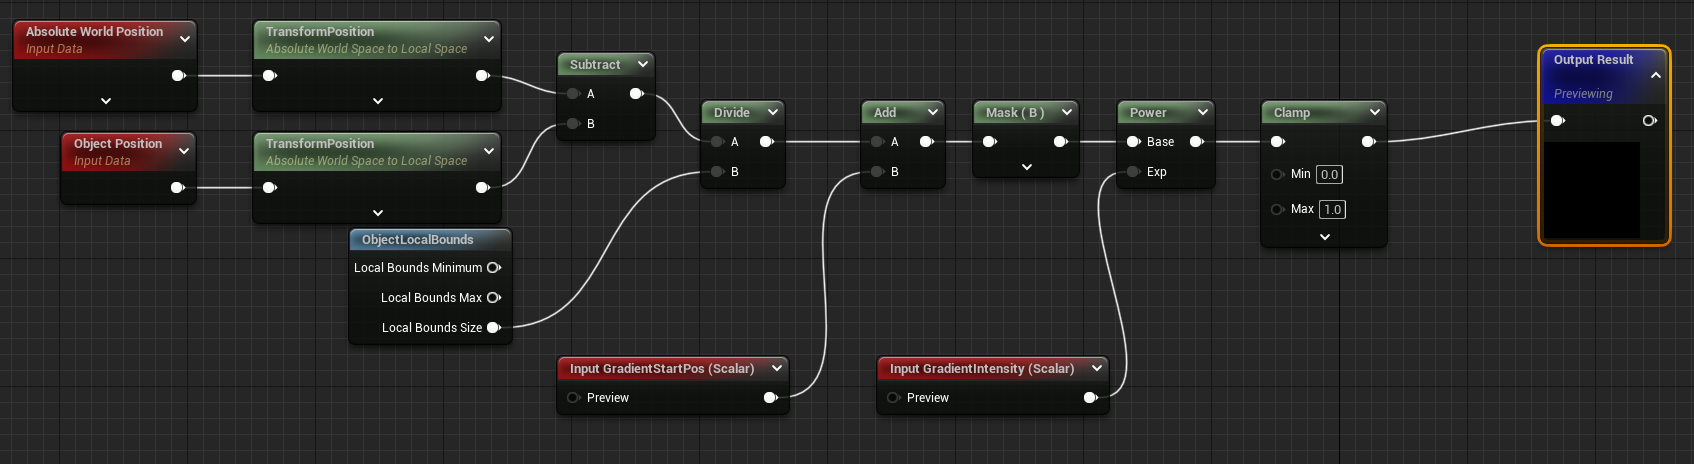 Absolute World Position
Input Data
TransformPosition
Absolute World Space to Local Space
Object Position
Input Data
TransformPosition
Absolute World Space to Local Space
ObjectLocalBounds
Local Bounds Minimum
Local Bounds Max
Local Bounds Size
Subtract
A
B
Divide
A
B
Add
A
B
Mask ( B )
Power
Base
Exp
Clamp
Min 0.0
Max 1.0
Output Result
Previewing
Input GradientStartPos (Scalar)
Preview
Input GradientIntensity (Scalar)
Preview